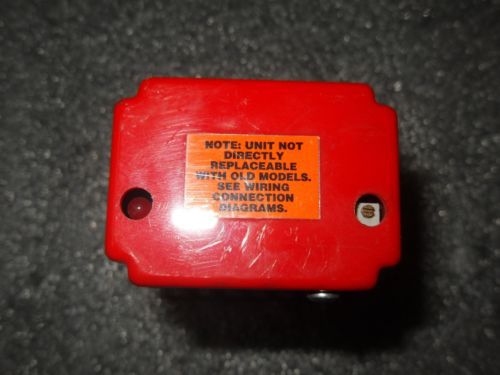 NOTE: UNIT NOT
DIRECTLY
REPLACEABLE
WITH OLD MODELS.
SEE WIRING
CONNECTION
DIAGRAMS.